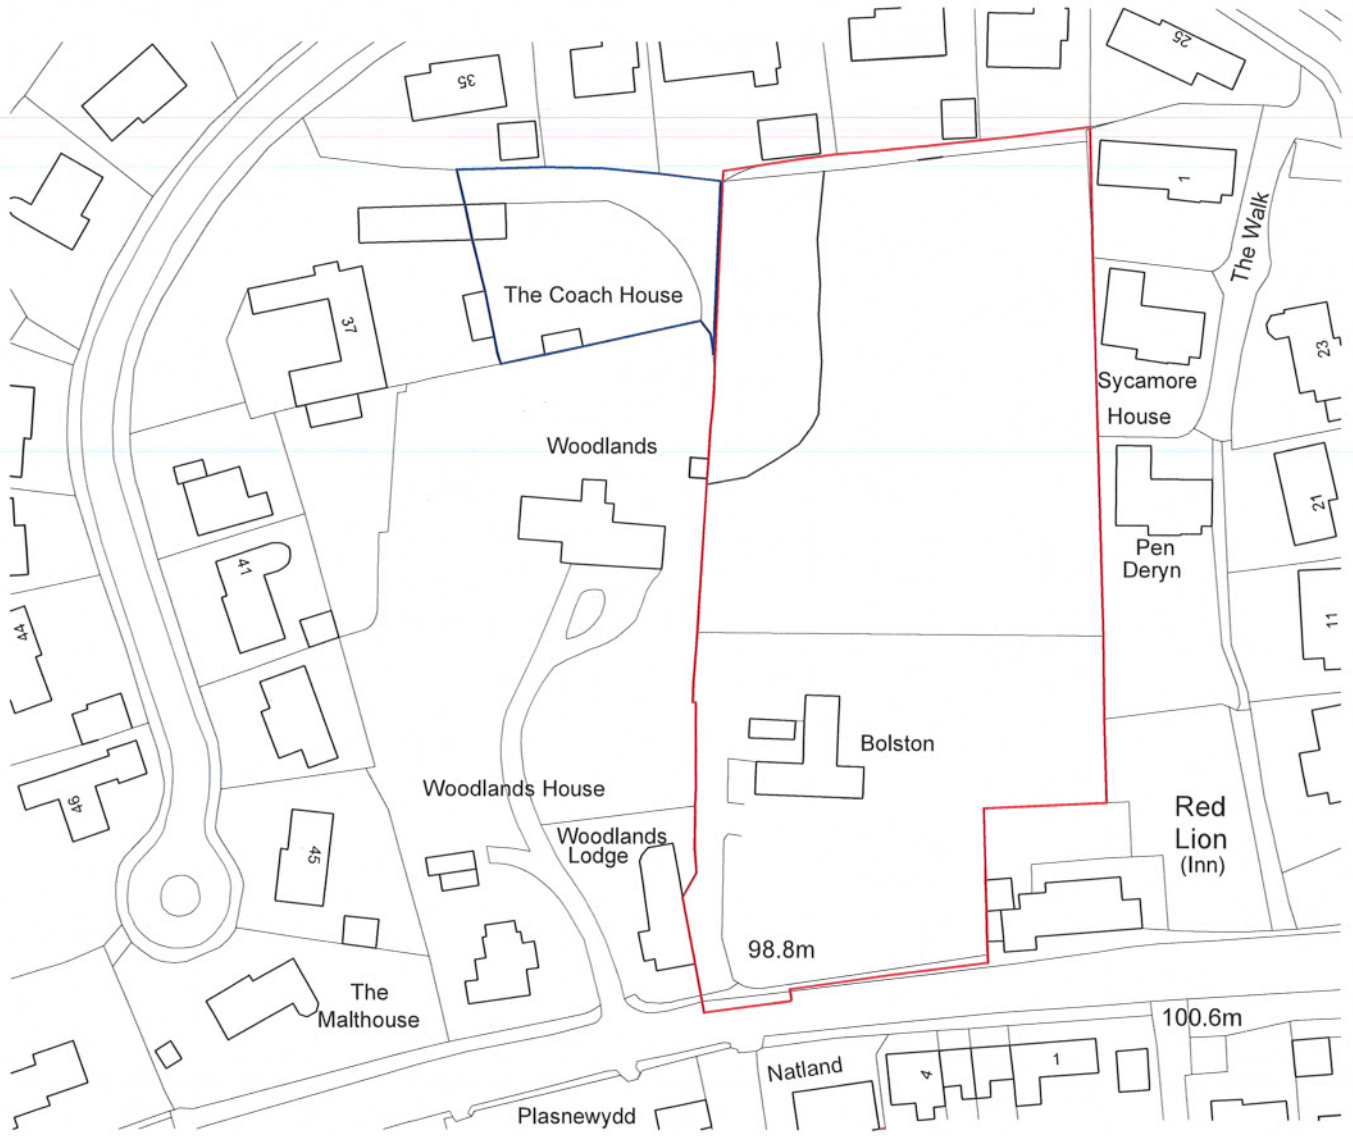 35
25
1
The Walk
The Coach House
37
23
Sycamore
House
Woodlands
21
41
Pen
Deryn
44
11
Bolston
Woodlands House
46
Red
Lion
(Inn)
Woodlands
Lodge
45
98.8m
The
Malthouse
100.6m
Natland
4
1
Plasnewydd